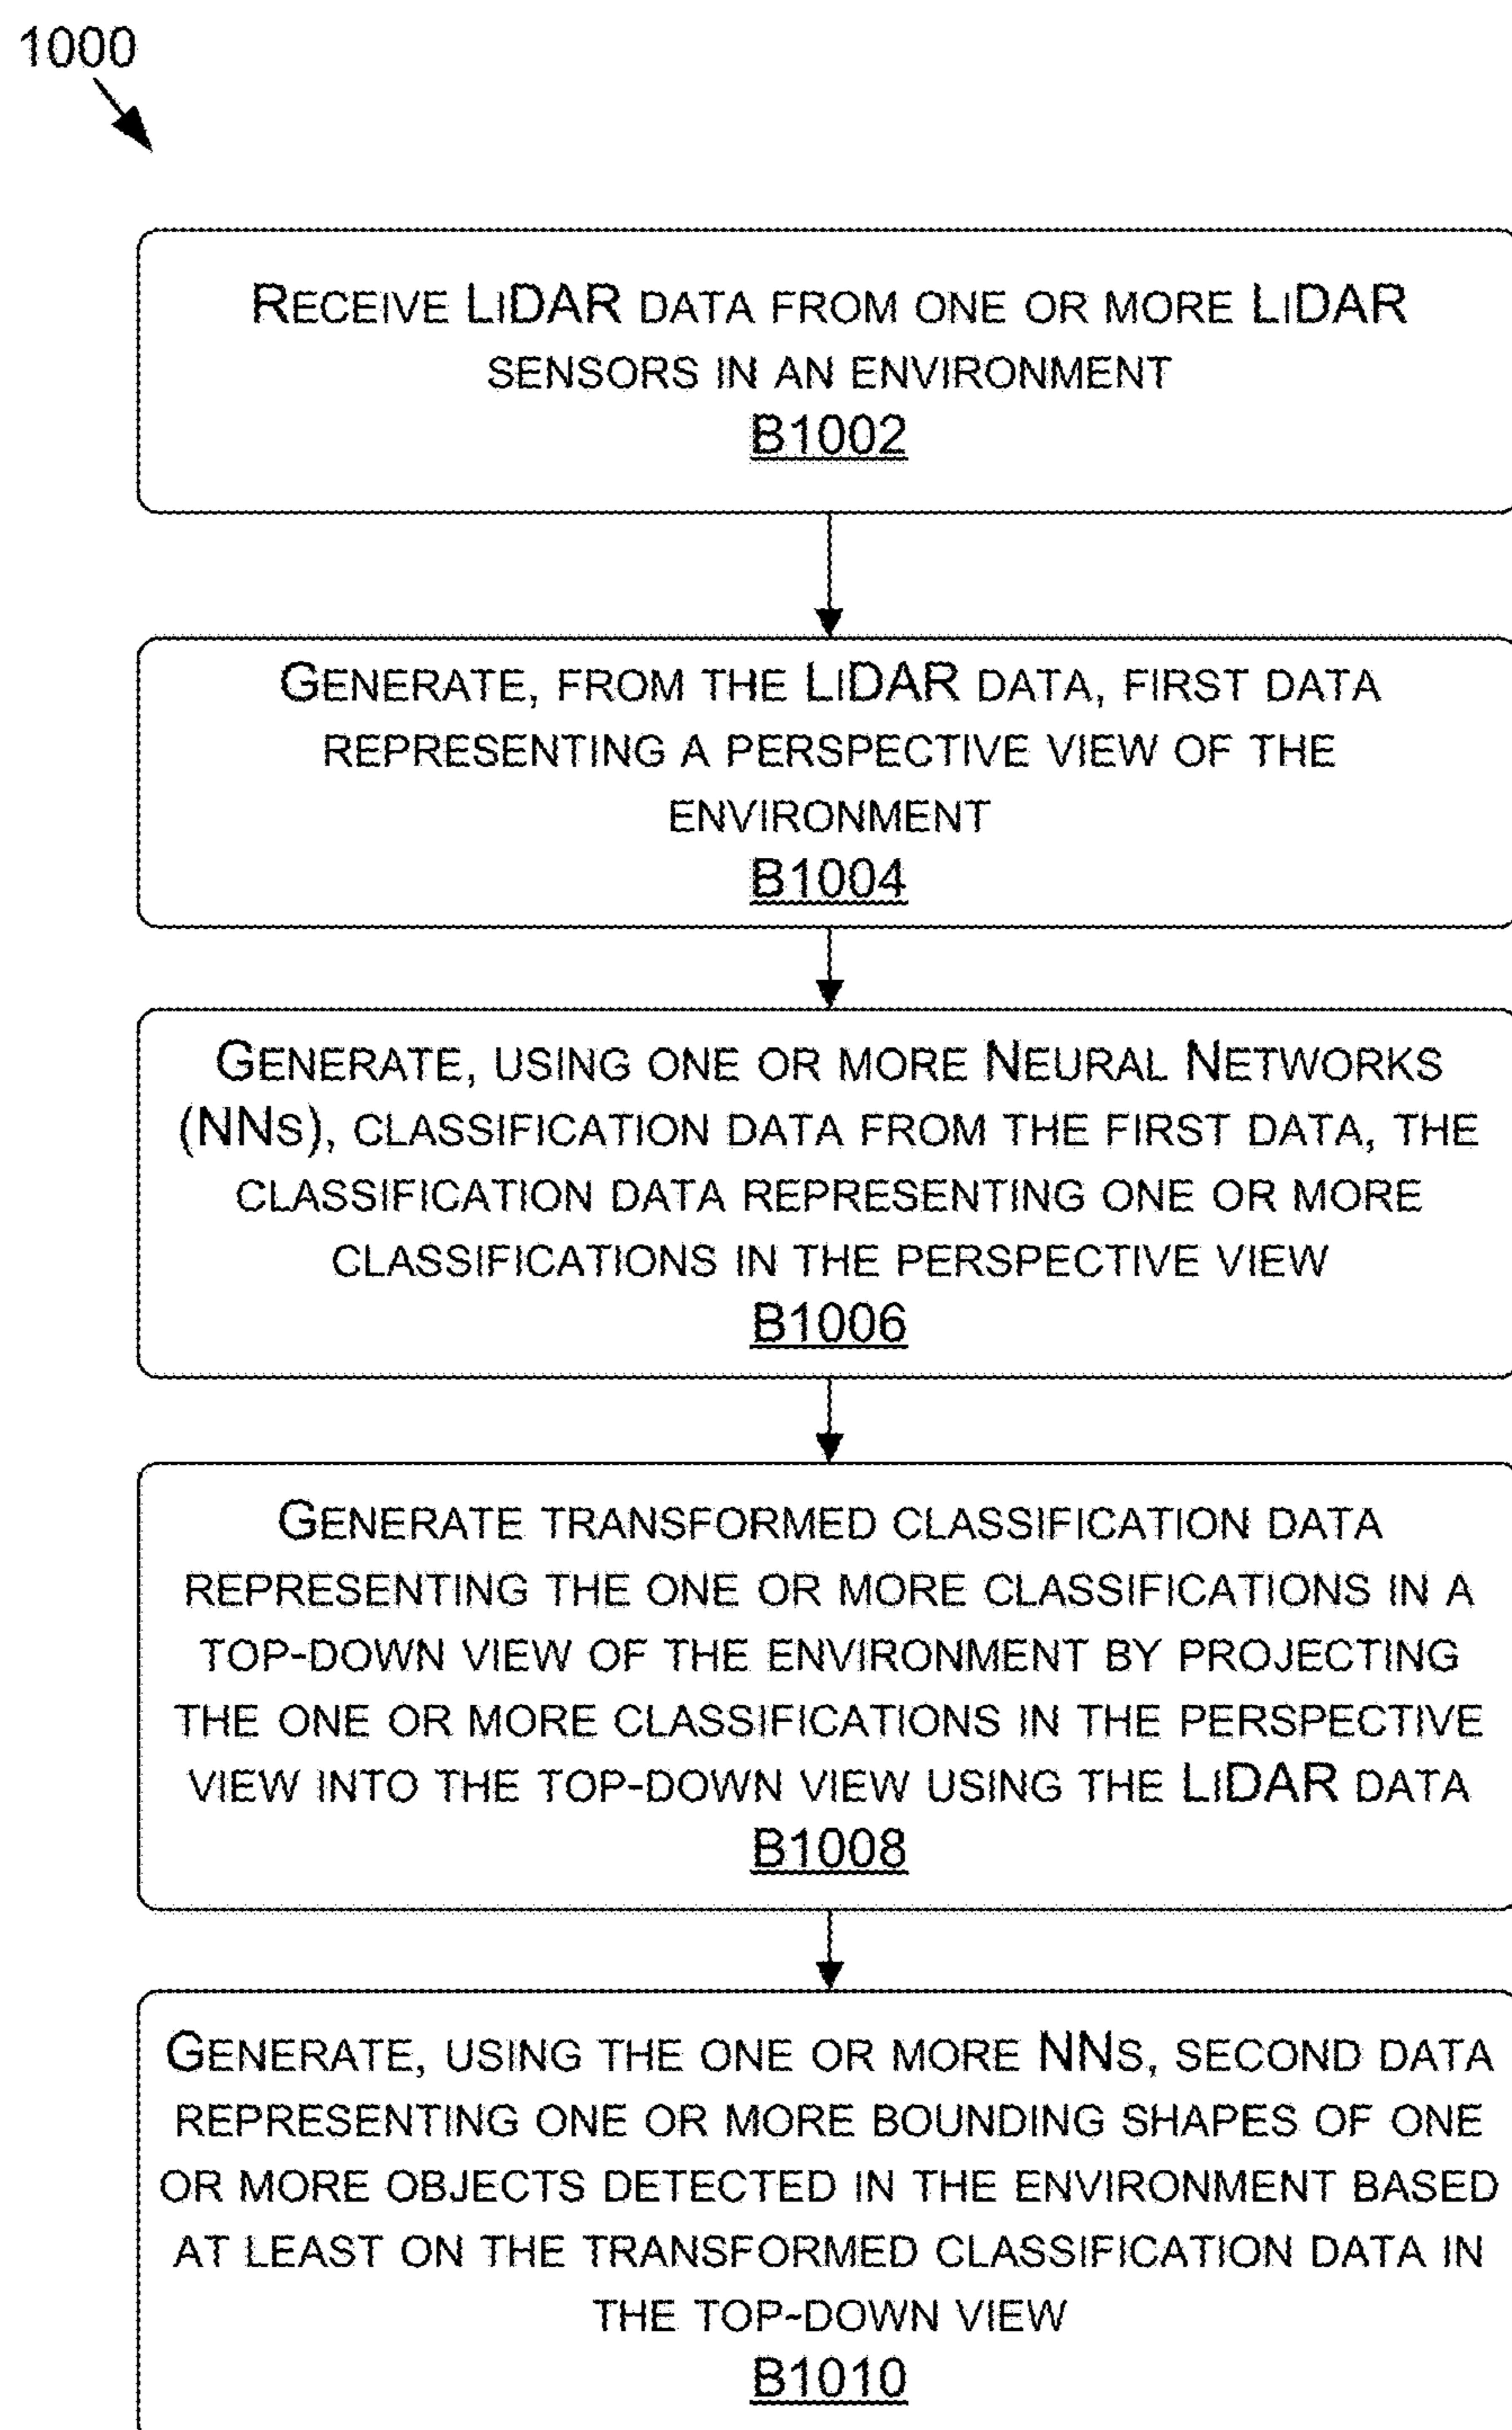 1000
RECEIVE LIDAR DATA FROM ONE OR MORE LIDAR
SENSORS IN AN ENVIRONMENT
B1002
GENERATE, FROM THE LIDAR DATA, FIRST DATA
REPRESENTING A PERSPECTIVE VIEW OF THE
ENVIRONMENT
B1004
GENERATE, USING ONE OR MORE NEURAL NETWORKS
(NNS), CLASSIFICATION DATA FROM THE FIRST DATA, THE
CLASSIFICATION DATA REPRESENTING ONE OR MORE
CLASSIFICATIONS IN THE PERSPECTIVE VIEW
B1006
GENERATE TRANSFORMED CLASSIFICATION DATA
REPRESENTING THE ONE OR MORE CLASSIFICATIONS IN A
TOP-DOWN VIEW OF THE ENVIRONMENT BY PROJECTING
THE ONE OR MORE CLASSIFICATIONS IN THE PERSPECTIVE
VIEW INTO THE TOP-DOWN VIEW USING THE LIDAR DATA
B1008
GENERATE, USING THE ONE OR MORE NNS, SECOND DATA
REPRESENTING ONE OR MORE BOUNDING SHAPES OF ONE
OR MORE OBJECTS DETECTED IN THE ENVIRONMENT BASED
AT LEAST ON THE TRANSFORMED CLASSIFICATION DATA IN
THE TOP-DOWN VIEW
B1010